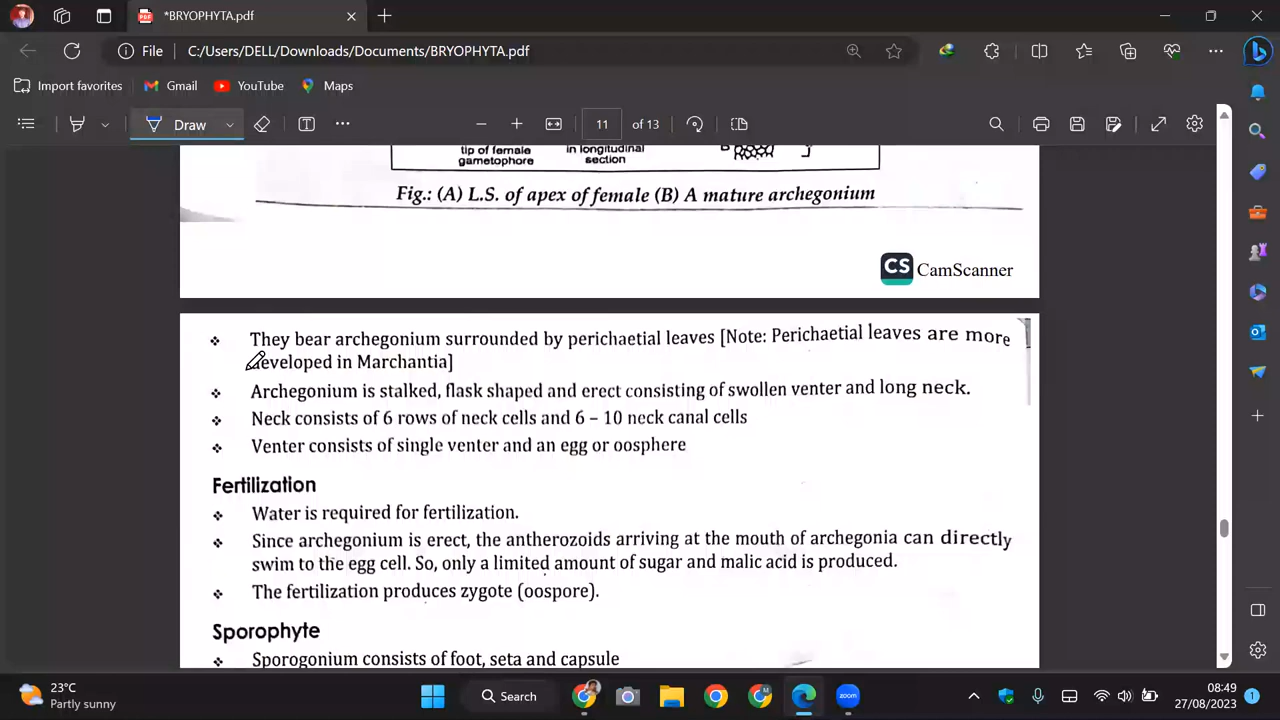 *BRYOPHYTA.pdf
File C:/Users/DELL/Downloads/Documents/BRYOPHYTA.pdf
Import favorites Gmail YouTube Maps
Draw 11 of 13
tip of female in longitudinal
gametophore section
Fig.: (A) L.S. of apex of female (B) A mature archegonium
CS CamScanner
❖ They bear archegonium surrounded by perichaetial leaves [Note: Perichaetial leaves are more
developed in Marchantia]
❖ Archegonium is stalked, flask shaped and erect consisting of swollen venter and long neck.
❖ Neck consists of 6 rows of neck cells and 6 – 10 neck canal cells
❖ Venter consists of single venter and an egg or oosphere
Fertilization
❖ Water is required for fertilization.
❖ Since archegonium is erect, the antherozoids arriving at the mouth of archegonia can directly
swim to the egg cell. So, only a limited amount of sugar and malic acid is produced.
❖ The fertilization produces zygote (oospore).
Sporophyte
❖ Sporogonium consists of foot, seta and capsule
23°C
Partly sunny
Search
zoom
08:49
27/08/2023
1